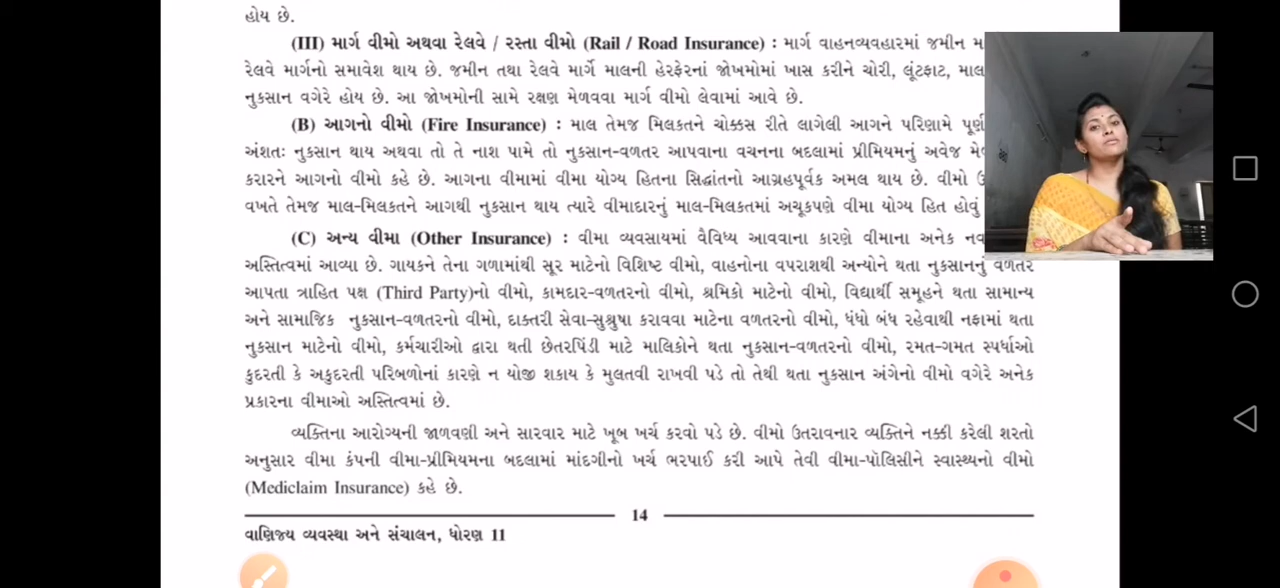 હોય છે.
(III) માર્ગ વીમો અથવા રેલવે / રસ્તા વીમો (Rail / Road Insurance) : માર્ગ વાહનવ્યવહારમાં જમીન
રેલવે માર્ગનો સમાવેશ થાય છે. જમીન તથા રેલવે માર્ગે માલની હેરફેરનાં જોખમોમાં ખાસ કરીને ચોરી, લૂંટફાટ, માલ
નુકસાન વગેરે હોય છે. આ જોખમોની સામે રક્ષણ મેળવવા માર્ગ વીમો લેવામાં આવે છે.
(B) આગનો વીમો (Fire Insurance) : માલ તેમજ મિલકતને ચોક્કસ રીતે લાગેલી આગને પરિણામે
અંશતઃ નુકસાન થાય અથવા તો તે નાશ પામે તો નુકસાન-વળતર આપવાના વચનના બદલામાં પ્રીમિયમનું અવેજ
કરારને આગનો વીમો કહે છે. આગના વીમામાં વીમા યોગ્ય હિતના સિદ્ધાંતનો આગ્રહપૂર્વક અમલ થાય છે. વીમો
વખતે તેમજ માલ-મિલકતને આગથી નુકસાન થાય ત્યારે વીમાદારનું માલ-મિલકતમાં અચૂકપણે વીમા યોગ્ય હિત હોવું
(C) અન્ય વીમા (Other Insurance) : વીમા વ્યવસાયમાં વૈવિધ્ય આવવાના કારણે વીમાના અનેક
અસ્તિત્વમાં આવ્યા છે. ગાયકને તેના ગળામાંથી સૂર માટેનો વિશિષ્ટ વીમો, વાહનોના વપરાશથી અન્યોને થતા નુકસાનનું વળતર
આપતા ત્રાહિત પક્ષ (Third Party)નો વીમો, કામદાર-વળતરનો વીમો, શ્રમિકો માટેનો વીમો, વિદ્યાર્થી સમૂહને થતા સામાન્ય
અને સામાજિક નુકસાન-વળતરનો વીમો, દાક્તરી સેવા-સુશ્રુષા કરાવવા માટેના વળતરનો વીમો, ધંધો બંધ રહેવાથી નફામાં થતા
નુકસાન માટેનો વીમો, કર્મચારીઓ દ્વારા થતી છેતરપિંડી માટે માલિકોને થતા નુકસાન-વળતરનો વીમો, રમત-ગમત સ્પર્ધાઓ
કુદરતી કે અકુદરતી પરિબળોનાં કારણે ન યોજી શકાય કે મુલતવી રાખવી પડે તો તેથી થતા નુકસાન અંગેનો વીમો વગેરે અનેક
પ્રકારના વીમાઓ અસ્તિત્વમાં છે.
વ્યક્તિના આરોગ્યની જાળવણી અને સારવાર માટે ખૂબ ખર્ચ કરવો પડે છે. વીમો ઉતરાવનાર વ્યક્તિને નક્કી કરેલી શરતો
અનુસાર વીમા કંપની વીમા-પ્રીમિયમના બદલામાં માંદગીનો ખર્ચ ભરપાઈ કરી આપે તેવી વીમા-પૉલિસીને સ્વાસ્થ્યનો વીમો
(Mediclaim Insurance) કહે છે.
14
વાણિજ્ય વ્યવસ્થા અને સંચાલન, ધોરણ 11